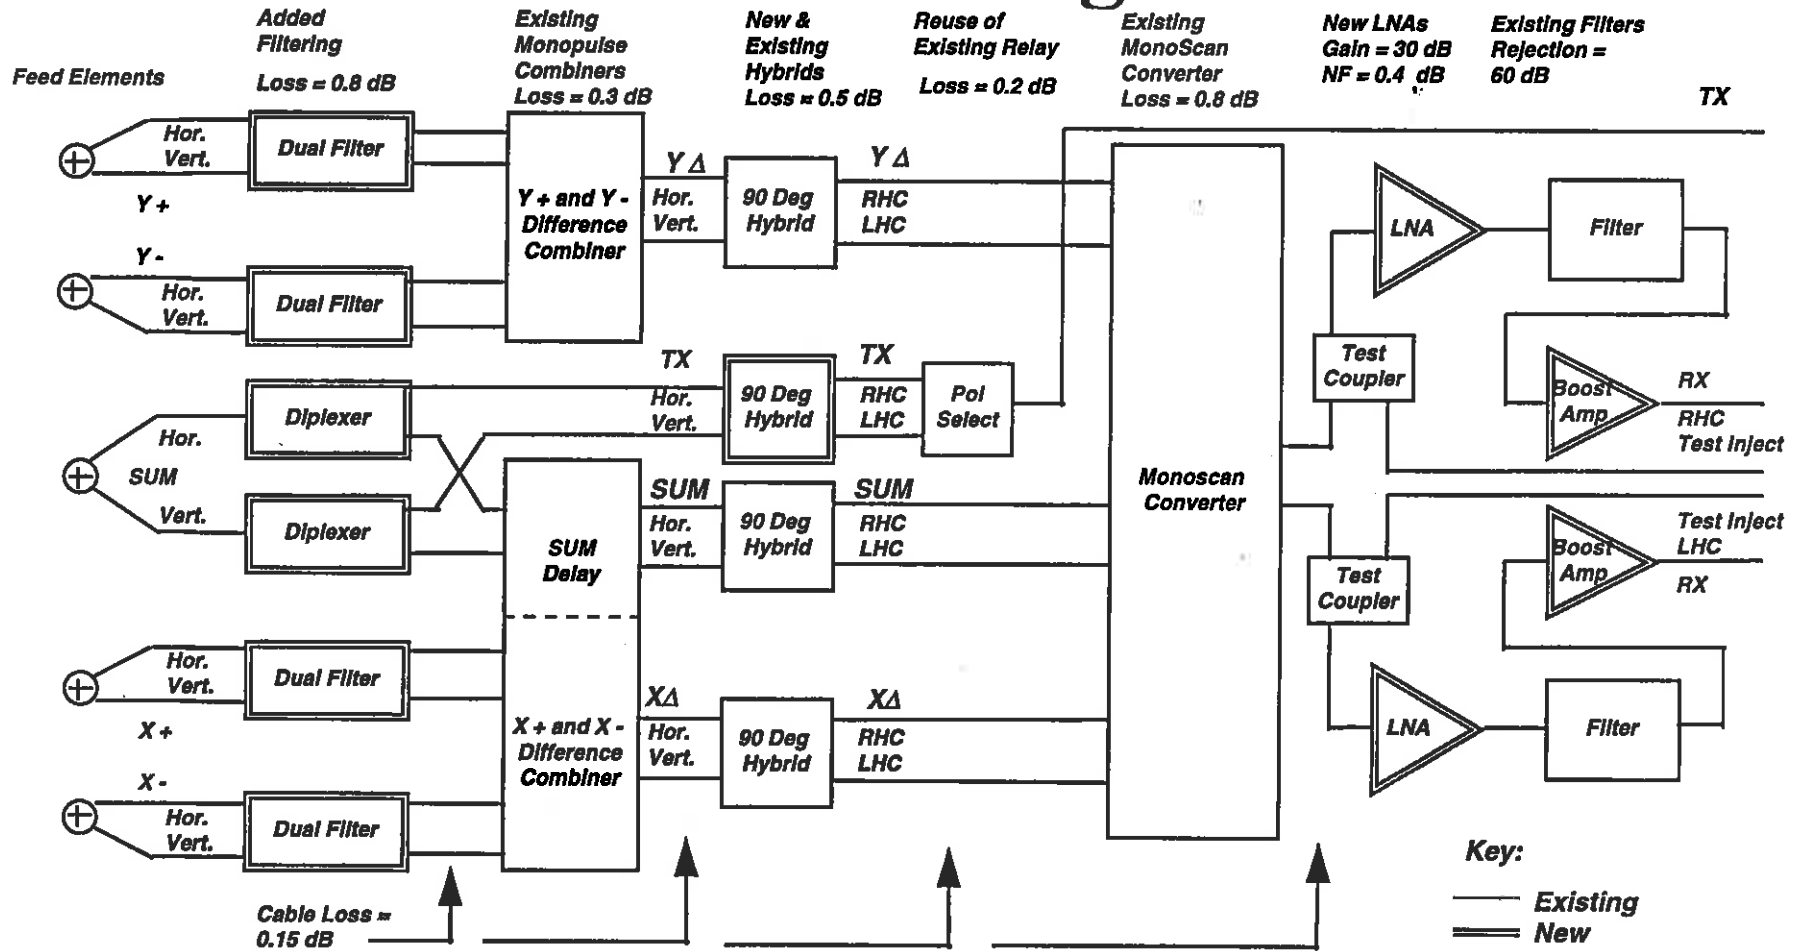 Feed Elements
Added
Filtering
Loss = 0.8 dB
Existing
Monopulse
Combiners
Loss = 0.3 dB
New &
Existing
Hybrids
Loss = 0.5 dB
Reuse of
Existing Relay
Loss = 0.2 dB
Existing
MonoScan
Converter
Loss = 0.8 dB
New LNAs
Gain = 30 dB
NF = 0.4 dB
Existing Filters
Rejection =
60 dB
TX
Hor.
Vert.
Dual Filter
Y +
Y -
Hor.
Vert.
Dual Filter
Y + and Y -
Difference
Combiner
Y Δ
Hor.
Vert.
90 Deg
Hybrid
Y Δ
RHC
LHC
Diplexer
Hor.
SUM
Vert.
Diplexer
TX
Hor.
Vert.
90 Deg
Hybrid
TX
RHC
LHC
Pol
Select
SUM
Delay
SUM
Hor.
Vert.
90 Deg
Hybrid
SUM
RHC
LHC
Hor.
Vert.
Dual Filter
X +
X -
Hor.
Vert.
Dual Filter
X + and X -
Difference
Combiner
XΔ
Hor.
Vert.
90 Deg
Hybrid
XΔ
RHC
LHC
Monoscan
Converter
LNA
Filter
Test
Coupler
Boost
Amp
RX
RHC
Test Inject
Test Inject
LHC
RX
Boost
Amp
Test
Coupler
LNA
Filter
Cable Loss =
0.15 dB
Key:
Existing
New